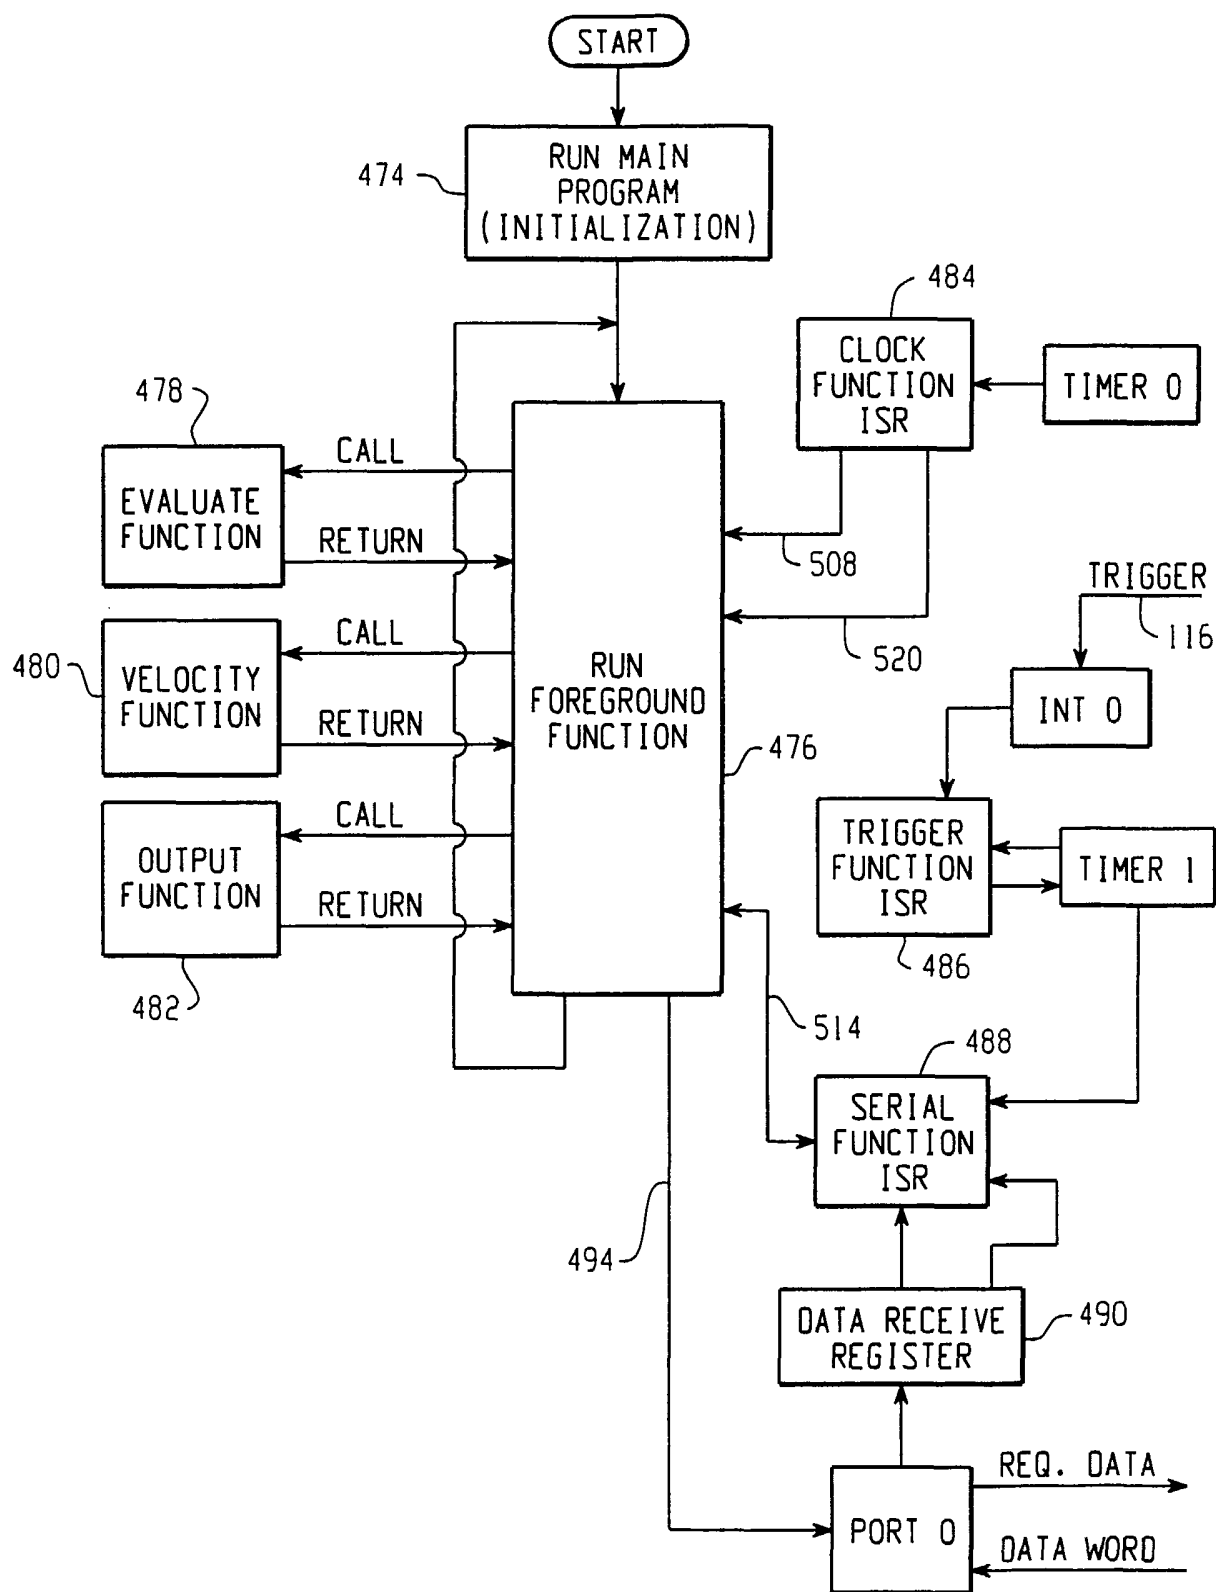 START
RUN MAIN
PROGRAM
(INITIALIZATION)
474
484
CLOCK
FUNCTION
ISR
TIMER 0
478
EVALUATE
FUNCTION
CALL
RETURN
508
520
TRIGGER
116
INT 0
480
VELOCITY
FUNCTION
CALL
RETURN
RUN
FOREGROUND
FUNCTION
476
OUTPUT
FUNCTION
482
CALL
RETURN
TRIGGER
FUNCTION
ISR
486
TIMER 1
514
488
SERIAL
FUNCTION
ISR
494
DATA RECEIVE
REGISTER
490
PORT 0
REQ. DATA
DATA WORD